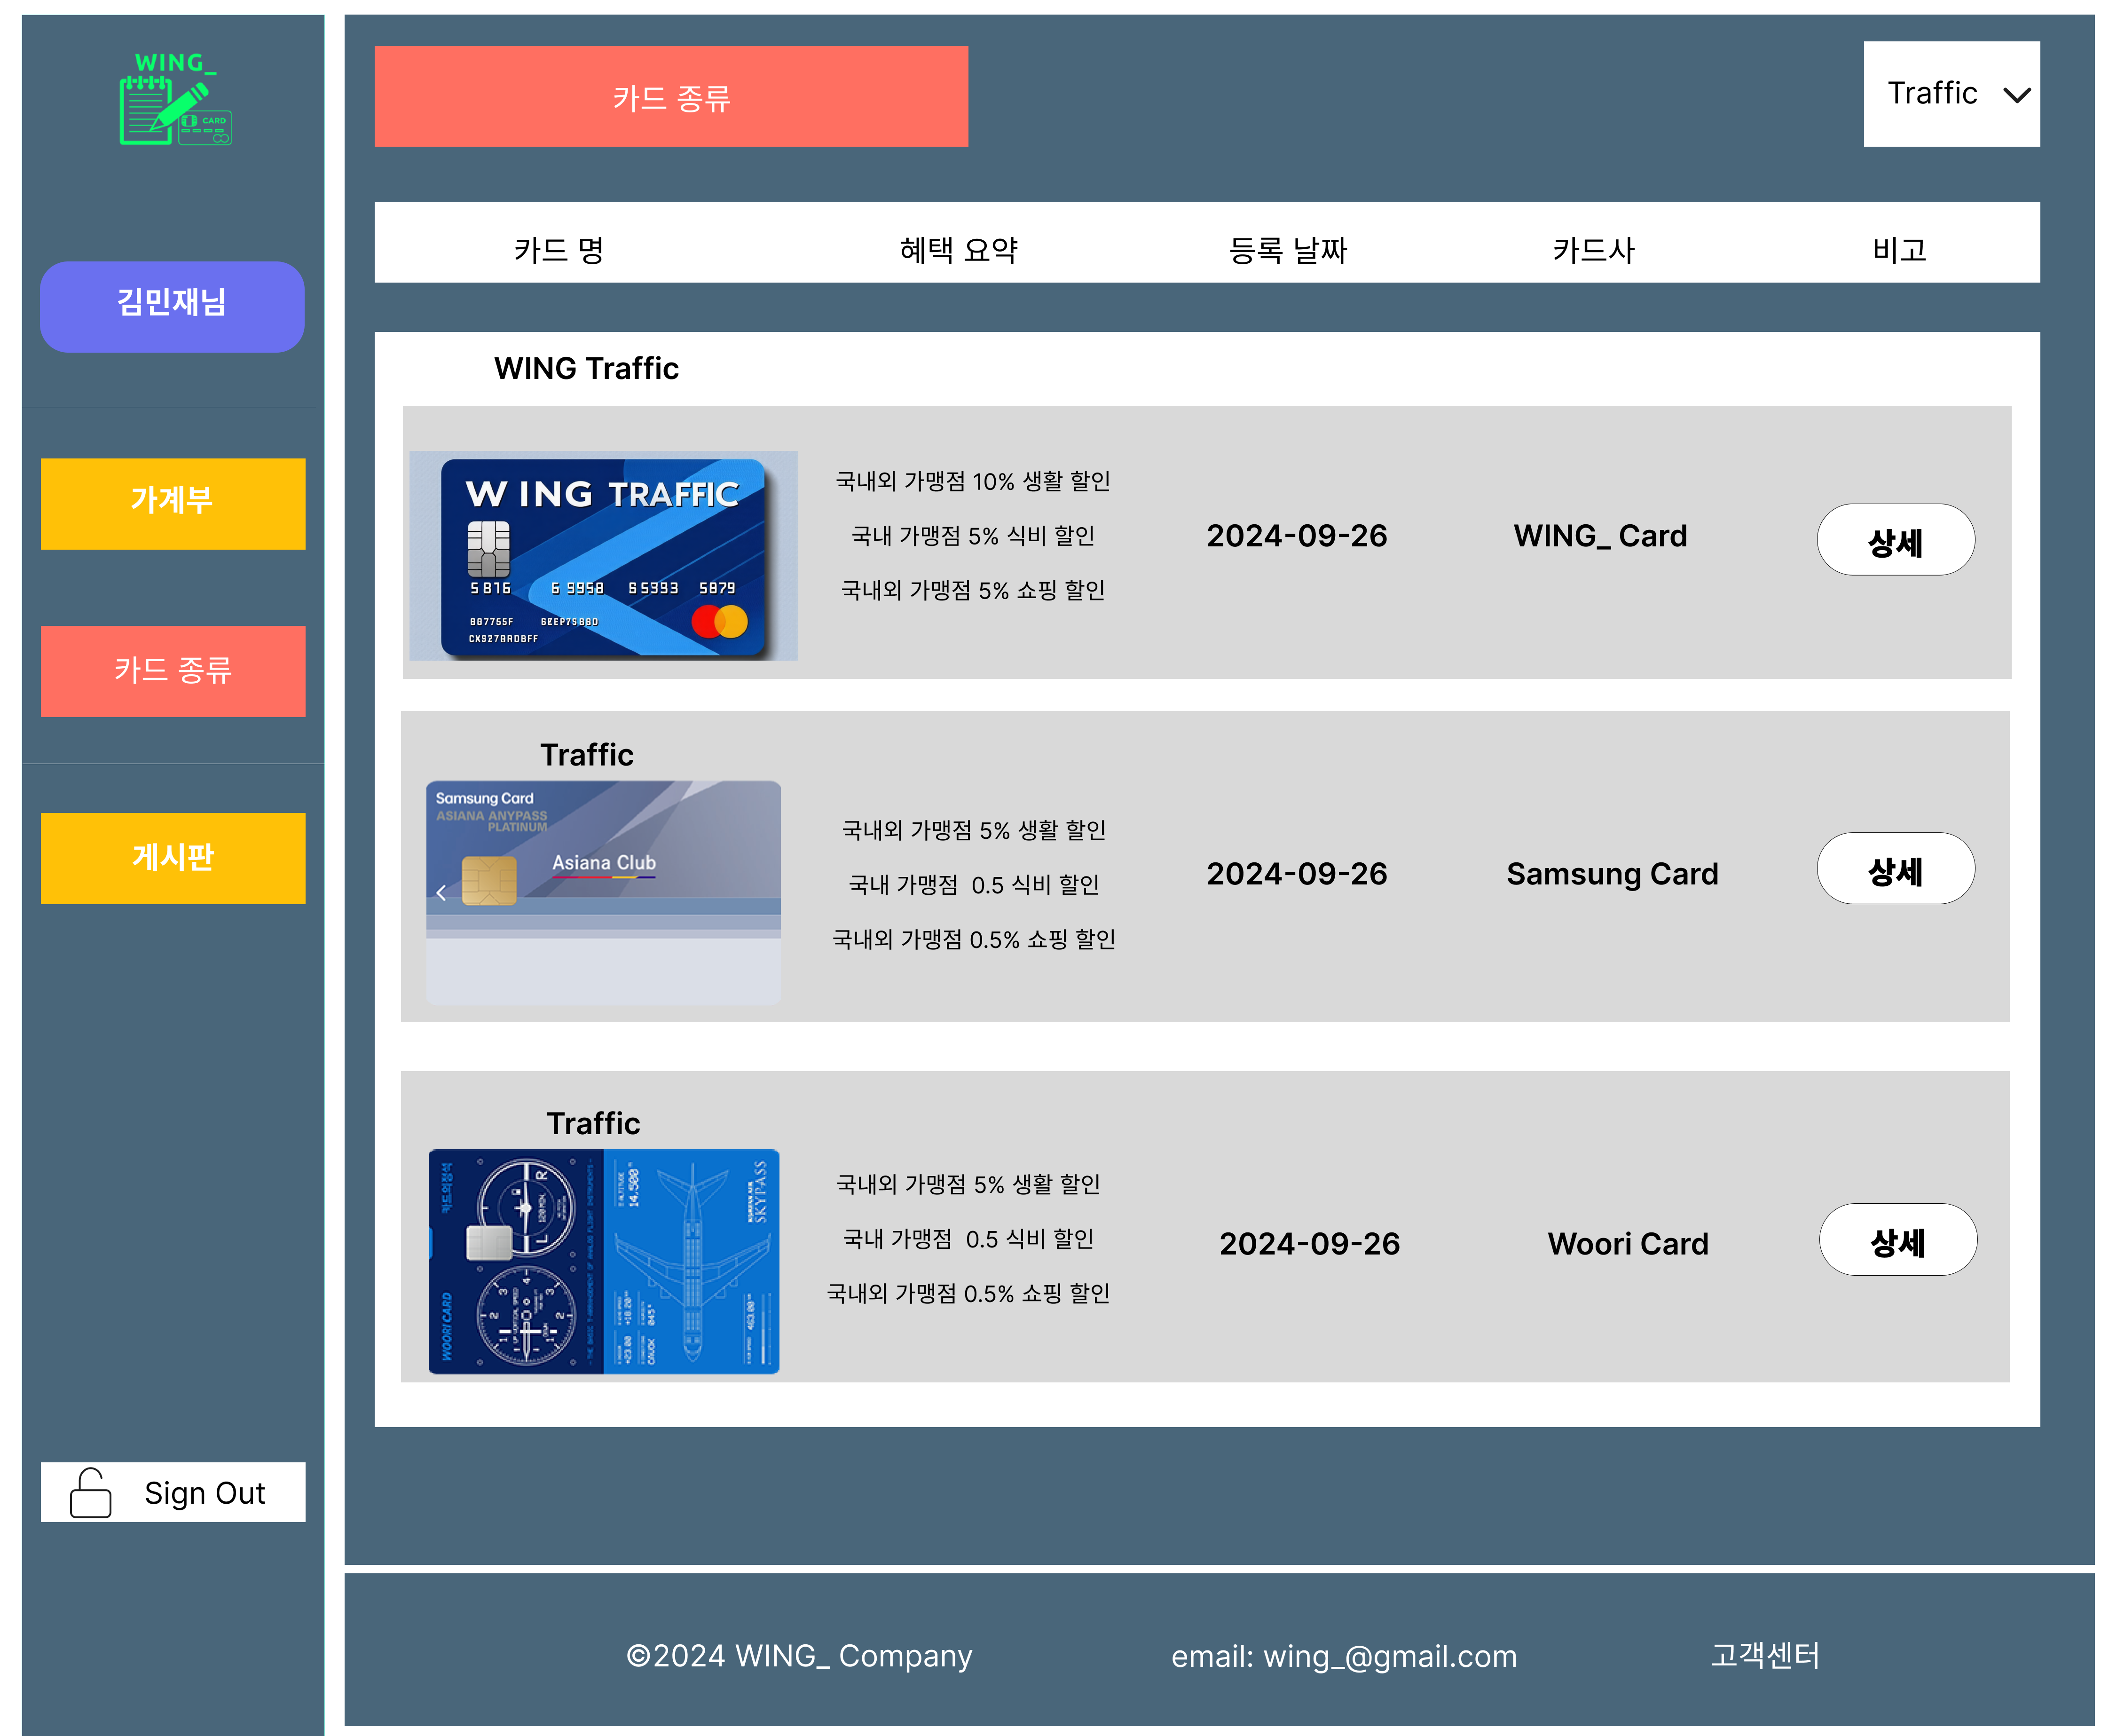 WING_
CARD
김민재님
가계부
카드 종류
게시판
Sign Out
카드 종류
Traffic
카드 명
혜택 요약
등록 날짜
카드사
비고
WING Traffic
W ING TRAFFIC
5816 6 9958 65993 5879
국내외 가맹점 10% 생활 할인
국내 가맹점 5% 식비 할인
국내외 가맹점 5% 쇼핑 할인
2024-09-26
WING_ Card
상세
Traffic
Samsung Card
ASIANA ANYPASS
PLATINUM
Asiana Club
국내외 가맹점 5% 생활 할인
국내 가맹점 0.5 식비 할인
국내외 가맹점 0.5% 쇼핑 할인
2024-09-26
Samsung Card
상세
Traffic
카드의정석
WOORI CARD
14,500
SKYPASS
국내외 가맹점 5% 생활 할인
국내 가맹점 0.5 식비 할인
국내외 가맹점 0.5% 쇼핑 할인
2024-09-26
Woori Card
상세
©2024 WING_ Company
email: wing_@gmail.com
고객센터